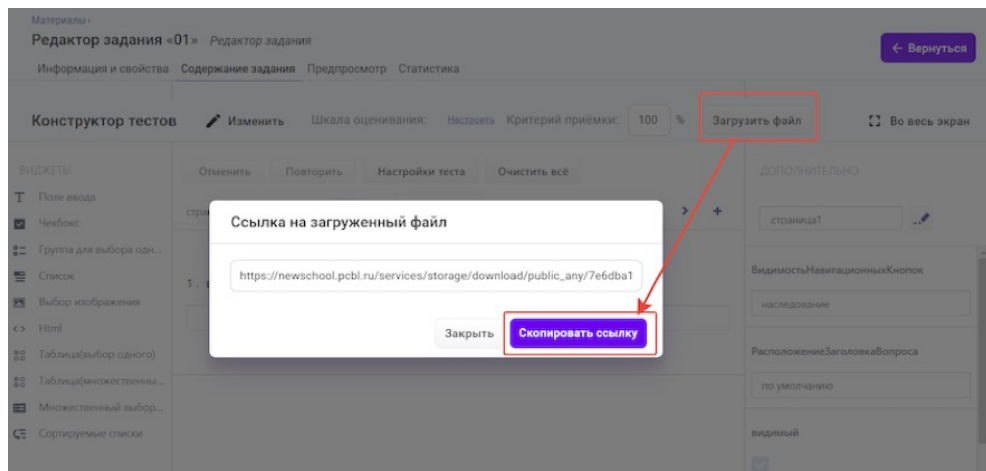 Материалы ›
Редактор задания «01» Редактор задания
← Вернуться
Информация и свойства Содержание задания Предпросмотр Статистика
Конструктор тестов Изменить Шкала оценивания: Настроить Критерий приёмки: 100 % Загрузить файл Во весь экран
ВИДЖЕТЫ
Отменить Повторить Настройки теста Очистить всё
ДОПОЛНИТЕЛЬНО
Поле ввода
Чекбокс
Группа для выбора одн...
Список
Выбор изображения
Html
Таблица(выбор одного)
Таблица(множественны...
Множественный выбор...
Сортируемые списки
стра
1.
Ссылка на загруженный файл
https://newschool.pcbl.ru/services/storage/download/public_any/7e6dba1
Закрыть Скопировать ссылку
страница1
ВидимостьНавигационныхКнопок
наследование
РасположениеЗаголовкаВопроса
по умолчанию
видимый